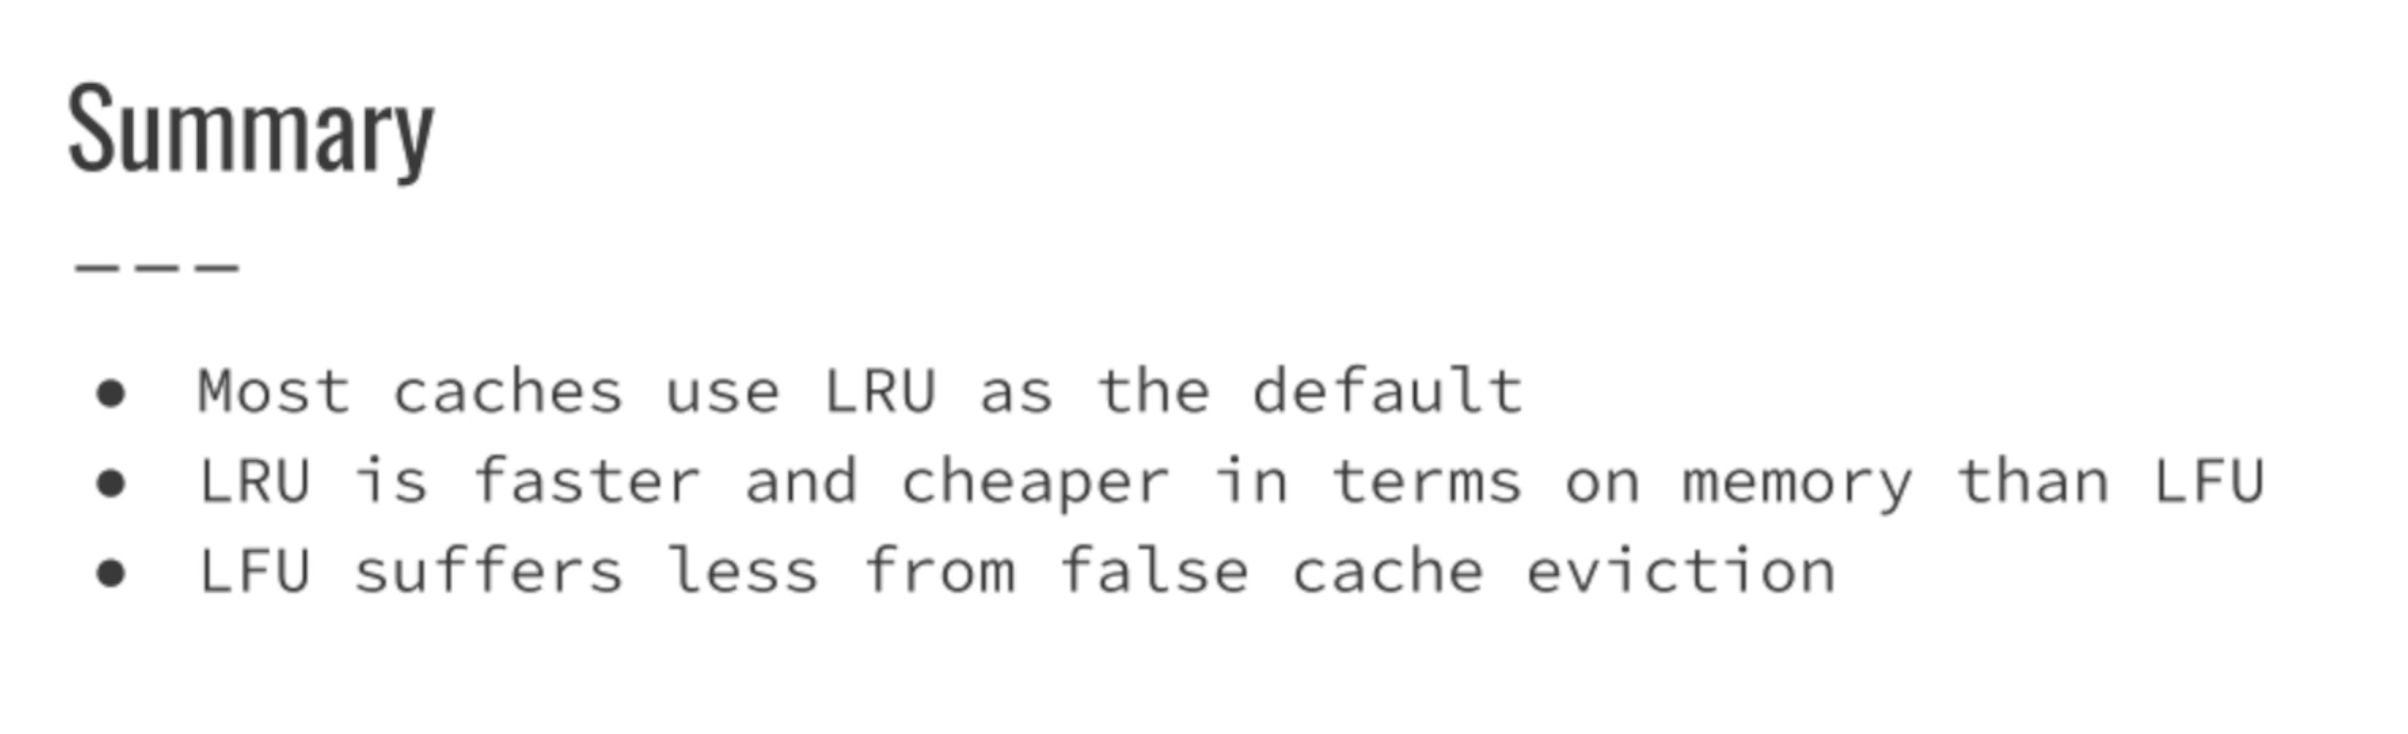 Summary
———
● Most caches use LRU as the default
● LRU is faster and cheaper in terms on memory than LFU
● LFU suffers less from false cache eviction